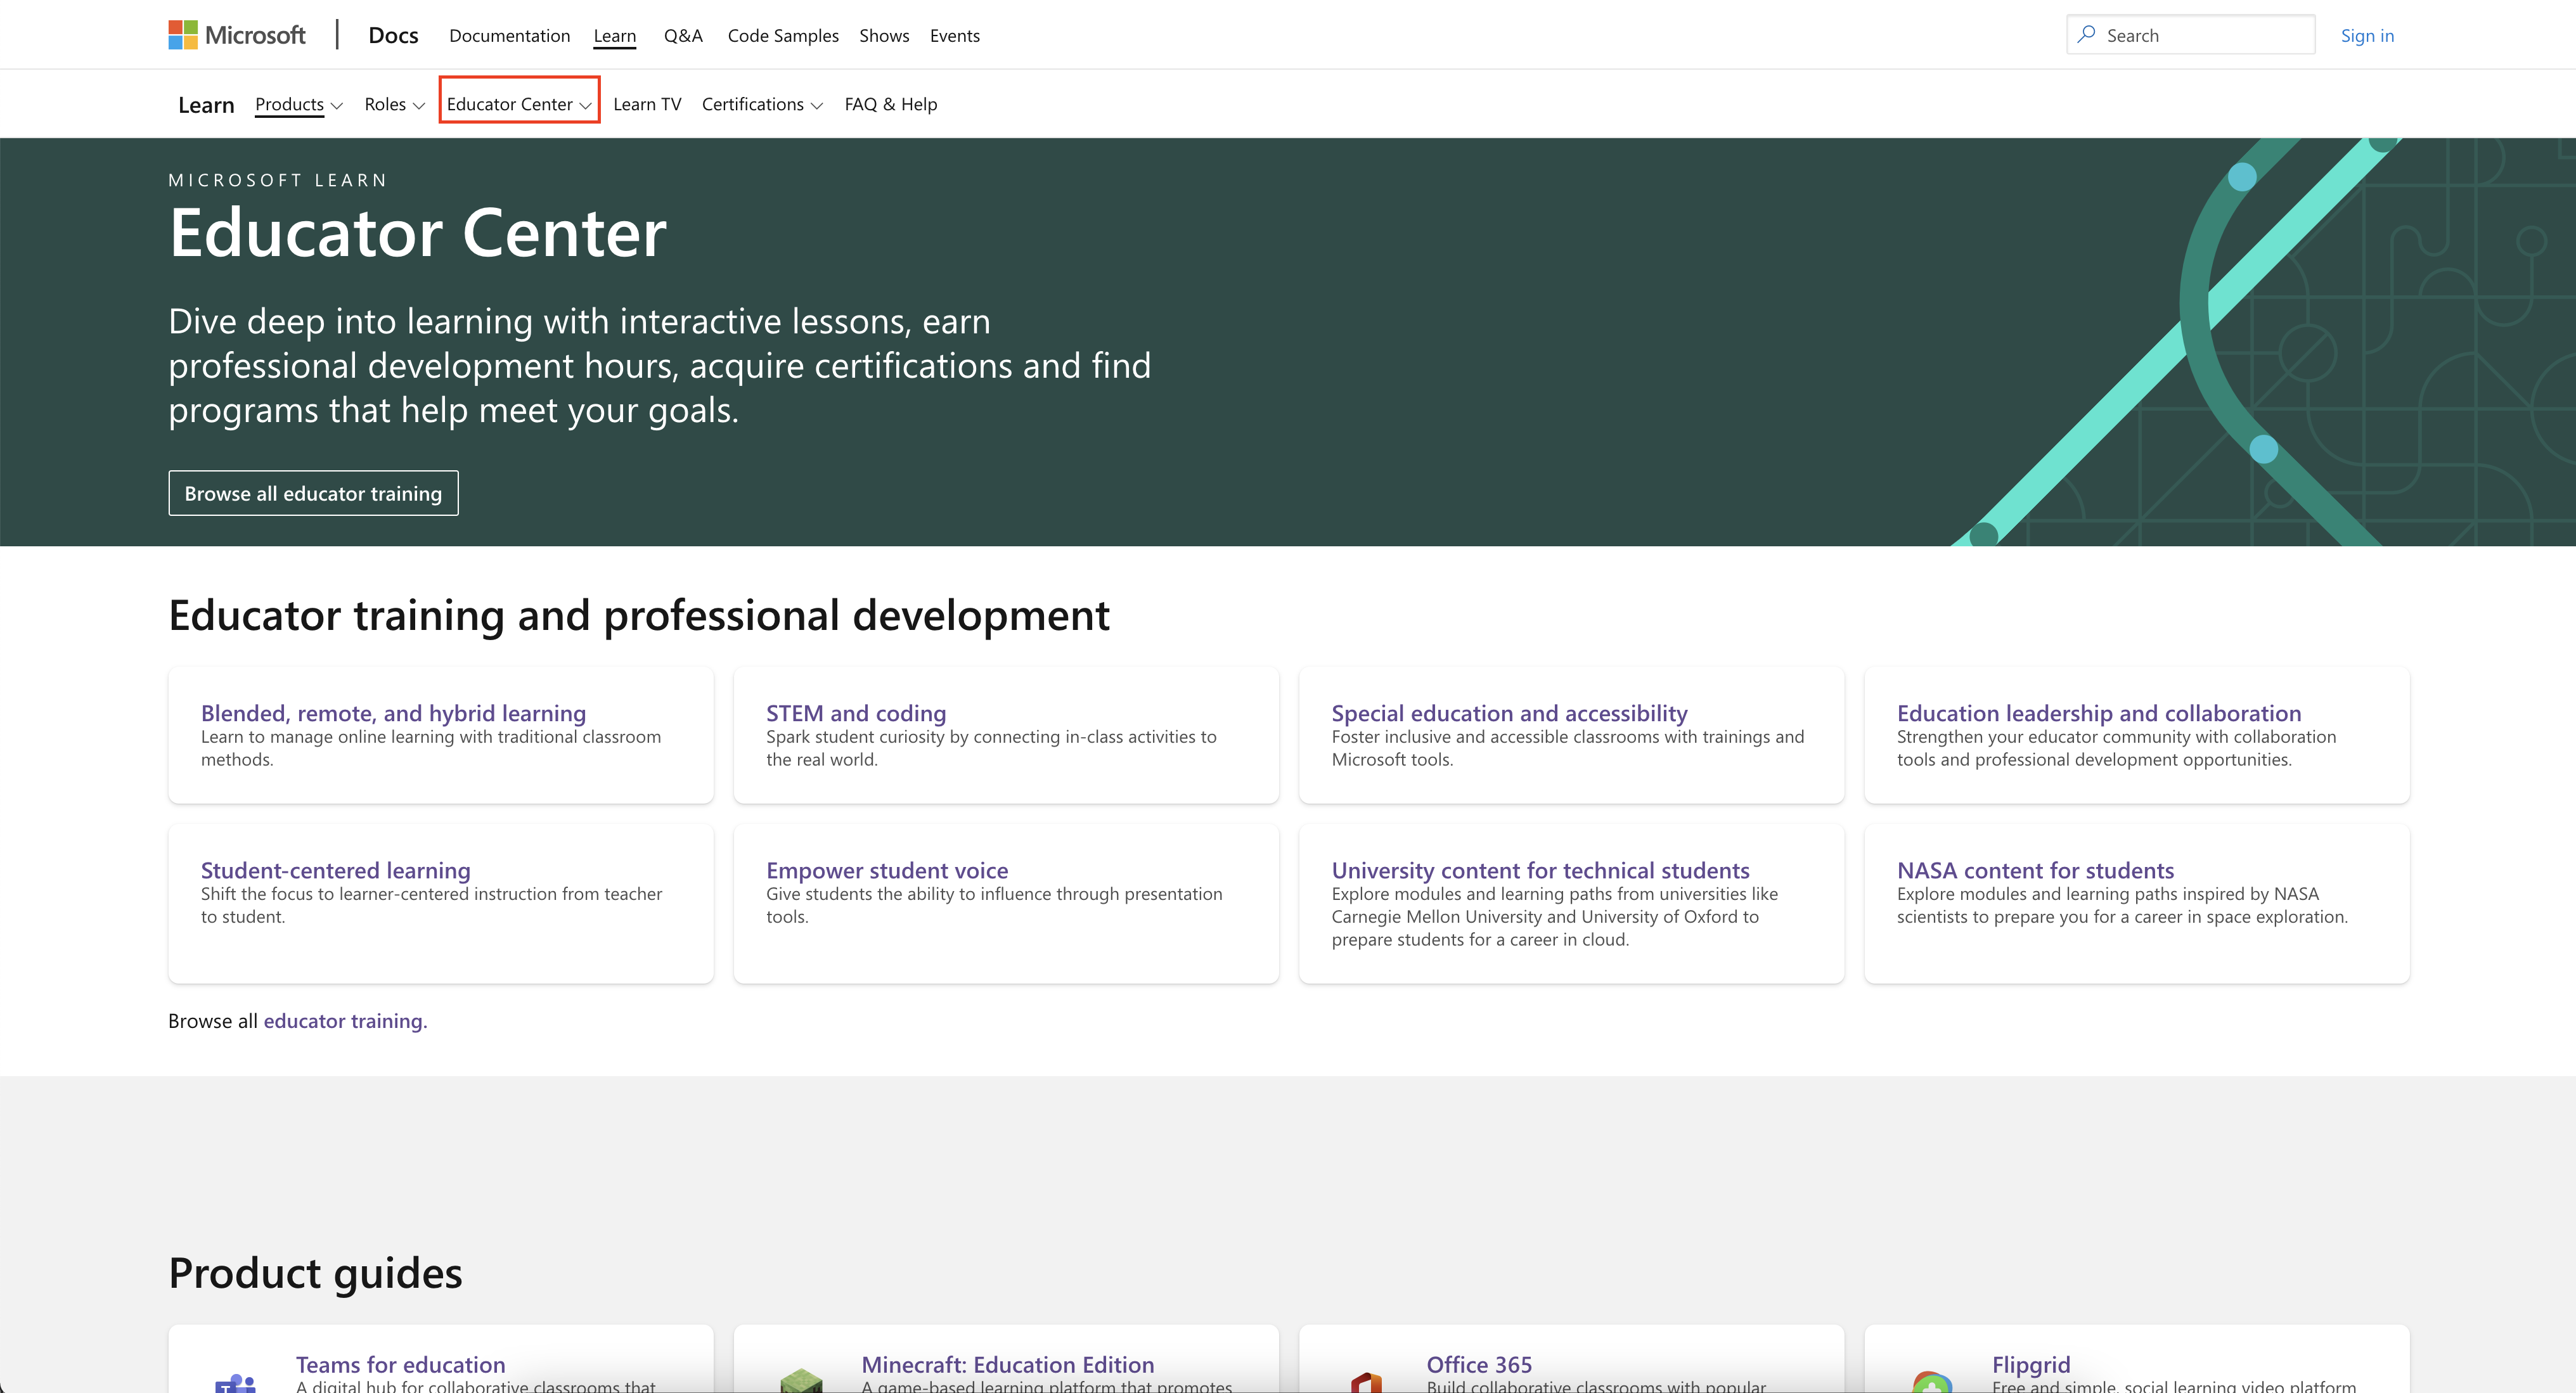 Microsoft | Docs Documentation Learn Q&A Code Samples Shows Events Search Sign in
Learn Products Roles Educator Center Learn TV Certifications FAQ & Help
MICROSOFT LEARN
Educator Center
Dive deep into learning with interactive lessons, earn
professional development hours, acquire certifications and find
programs that help meet your goals.
Browse all educator training
Educator training and professional development
Blended, remote, and hybrid learning
Learn to manage online learning with traditional classroom
methods.
STEM and coding
Spark student curiosity by connecting in-class activities to
the real world.
Special education and accessibility
Foster inclusive and accessible classrooms with trainings and
Microsoft tools.
Education leadership and collaboration
Strengthen your educator community with collaboration
tools and professional development opportunities.
Student-centered learning
Shift the focus to learner-centered instruction from teacher
to student.
Empower student voice
Give students the ability to influence through presentation
tools.
University content for technical students
Explore modules and learning paths from universities like
Carnegie Mellon University and University of Oxford to
prepare students for a career in cloud.
NASA content for students
Explore modules and learning paths inspired by NASA
scientists to prepare you for a career in space exploration.
Browse all educator training.
Product guides
Teams for education
A digital hub for collaborative classrooms that
Minecraft: Education Edition
A game-based learning platform that promotes
Office 365
Build collaborative classrooms with popular
Flipgrid
Free and simple, social learning video platform